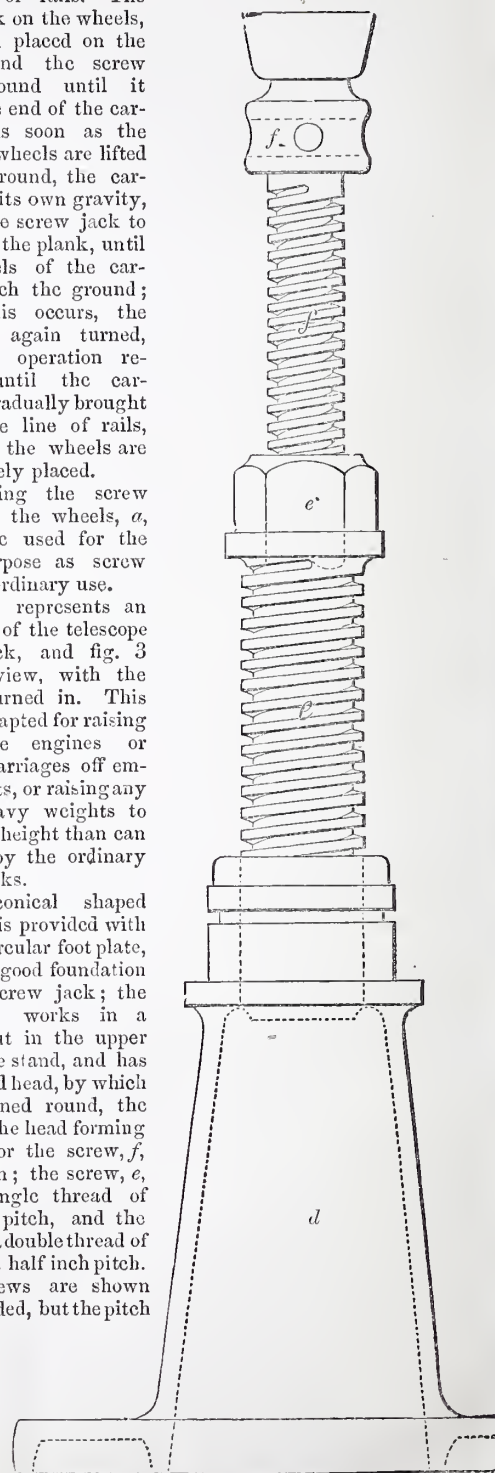 k on the wheels,
placed on the
nd the screw
ound until it
e end of the car-
s soon as the
wheels are lifted
round, the car-
its own gravity,
e screw jack to
the plank, until
ls of the car-
ch the ground;
is occurs, the
again turned,
operation re-
until the car-
radually brought
e line of rails,
the wheels are
ely placed.
ing the screw
the wheels, a,
c used for the
pose as screw
rdinary use.
represents an
of the telescope
ck, and fig. 3
view, with the
urned in. This
apted for raising
e engines or
arriages off em-
s, or raising any
avy weights to
height than can
by the ordinary
ks.
onical shaped
is provided with
rcular foot plate,
good foundation
crew jack; the
works in a
ut in the upper
e stand, and has
d head, by which
ned round, the
he head forming
or the screw, f,
n; the screw, e,
ngle thread of
pitch, and the
double thread of
half inch pitch.
ews are shown
ded, but the pitch
f
f
e
e
d